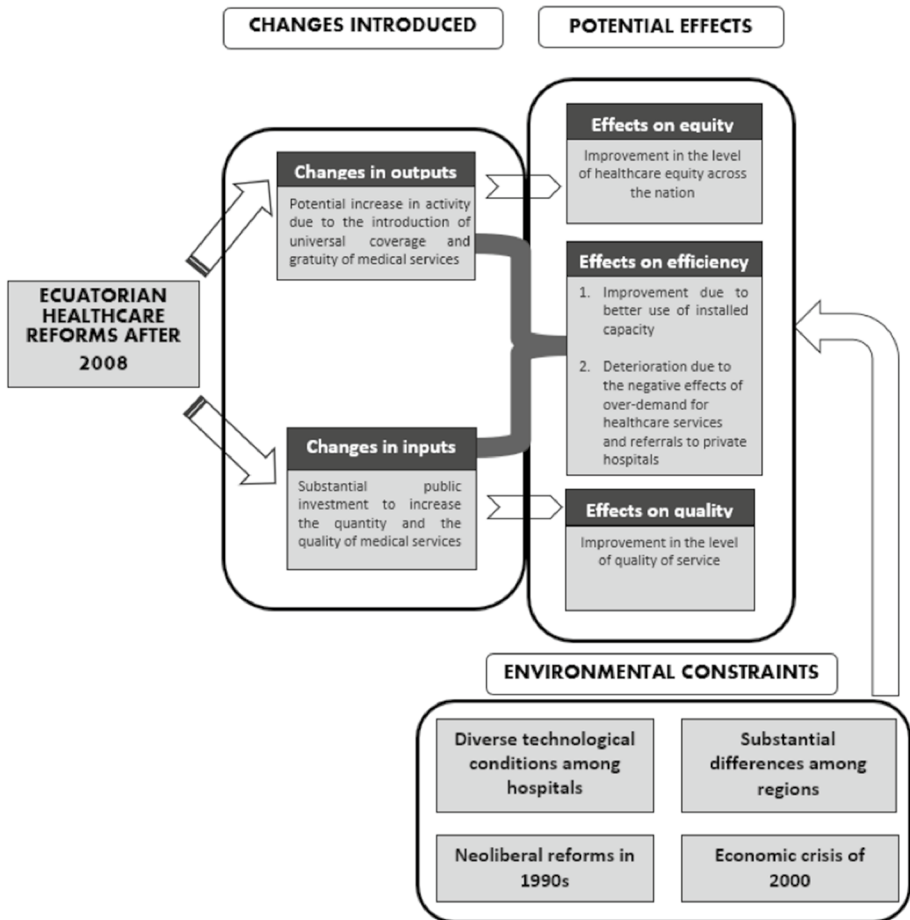 CHANGES INTRODUCED
POTENTIAL EFFECTS
ECUATORIAN
HEALTHCARE
REFORMS AFTER
2008
Changes in outputs
Potential increase in activity
due to the introduction of
universal coverage and
gratuity of medical services
Changes in inputs
Substantial public
investment to increase
the quantity and the
quality of medical services
Effects on equity
Improvement in the level
of healthcare equity across
the nation
Effects on efficiency
1. Improvement due to
better use of installed
capacity
2. Deterioration due to
the negative effects of
over-demand for
healthcare services
and referrals to private
hospitals
Effects on quality
Improvement in the level
of quality of service
ENVIRONMENTAL CONSTRAINTS
Diverse technological
conditions among
hospitals
Substantial
differences among
regions
Neoliberal reforms in
1990s
Economic crisis of
2000